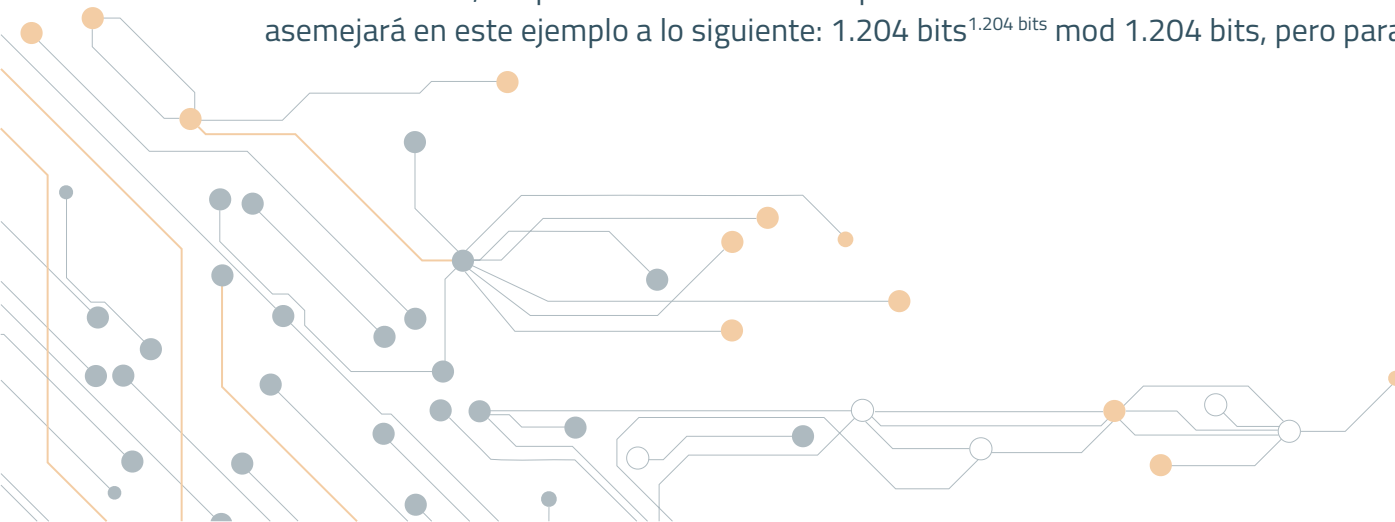 asemejará en este ejemplo a lo siguiente: 1.204 bits1.204 bits mod 1.204 bits, pero para